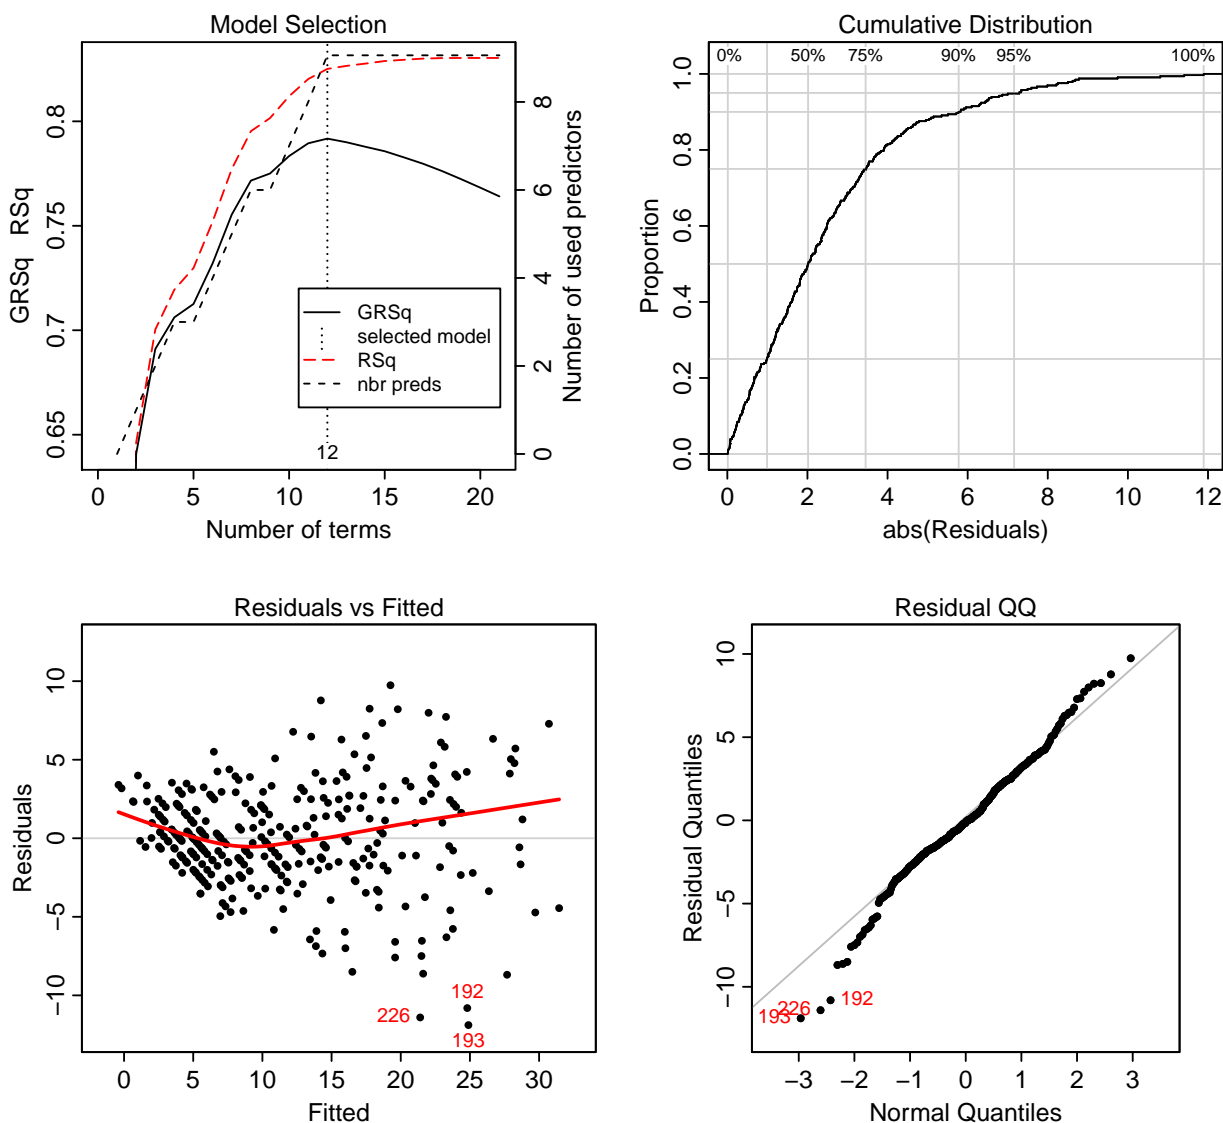 Model Selection
GRSq RSq
0.65 0.7 0.75 0.8
0 2 4 6 8
Number of used predictors
GRSq
selected model
RSq
nbr preds
12
0 5 10 15 20
Number of terms
Cumulative Distribution
0% 50% 75% 90% 95% 100%
Proportion
0.0 0.2 0.4 0.6 0.8 1.0
0 2 4 6 8 10 12
abs(Residuals)
Residuals vs Fitted
Residuals
−10 −5 0 5 10
192
226
193
0 5 10 15 20 25 30
Fitted
Residual QQ
Residual Quantiles
−10 −5 0 5 10
192
226
193
−3 −2 −1 0 1 2 3
Normal Quantiles